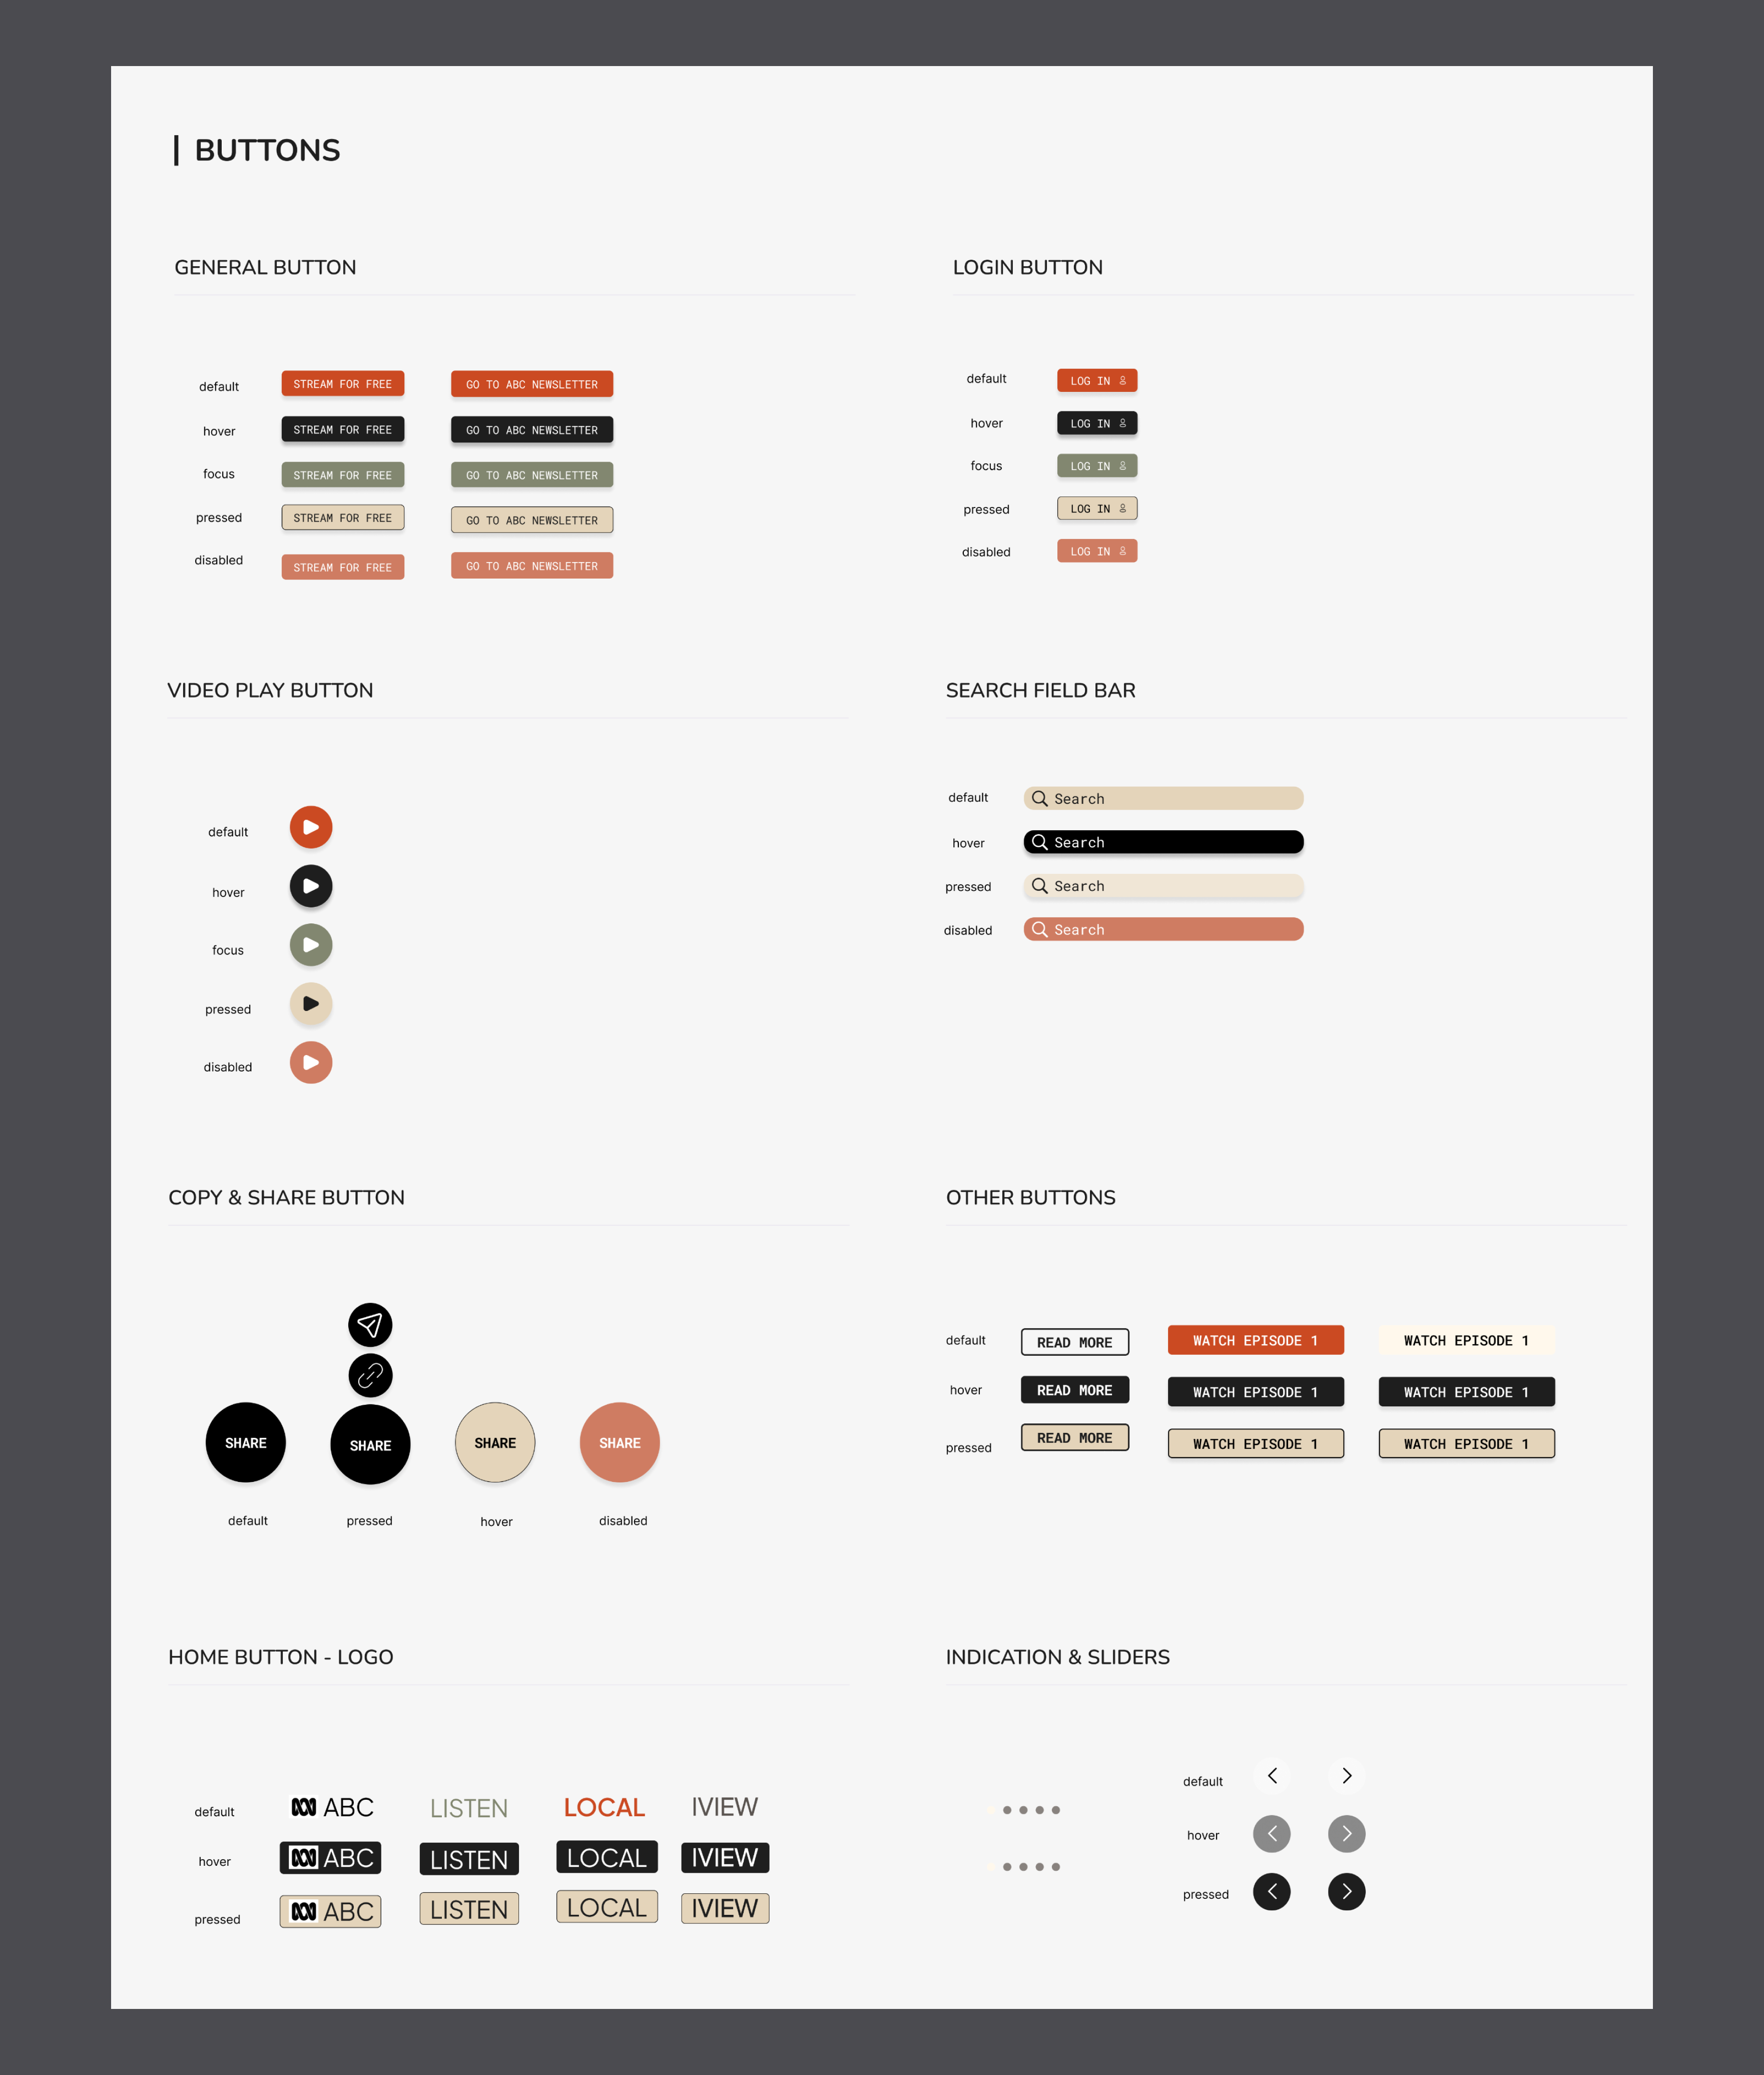 BUTTONS
GENERAL BUTTON
default STREAM FOR FREE GO TO ABC NEWSLETTER
hover STREAM FOR FREE GO TO ABC NEWSLETTER
focus STREAM FOR FREE GO TO ABC NEWSLETTER
pressed STREAM FOR FREE GO TO ABC NEWSLETTER
disabled STREAM FOR FREE GO TO ABC NEWSLETTER
LOGIN BUTTON
default LOG IN
hover LOG IN
focus LOG IN
pressed LOG IN
disabled LOG IN
VIDEO PLAY BUTTON
default
hover
focus
pressed
disabled
SEARCH FIELD BAR
default Search
hover Search
pressed Search
disabled Search
COPY & SHARE BUTTON
SHARE SHARE SHARE SHARE
default pressed hover disabled
OTHER BUTTONS
default READ MORE WATCH EPISODE 1 WATCH EPISODE 1
hover READ MORE WATCH EPISODE 1 WATCH EPISODE 1
pressed READ MORE WATCH EPISODE 1 WATCH EPISODE 1
HOME BUTTON - LOGO
default ABC LISTEN LOCAL IVIEW
hover ABC LISTEN LOCAL IVIEW
pressed ABC LISTEN LOCAL IVIEW
INDICATION & SLIDERS
default
hover
pressed